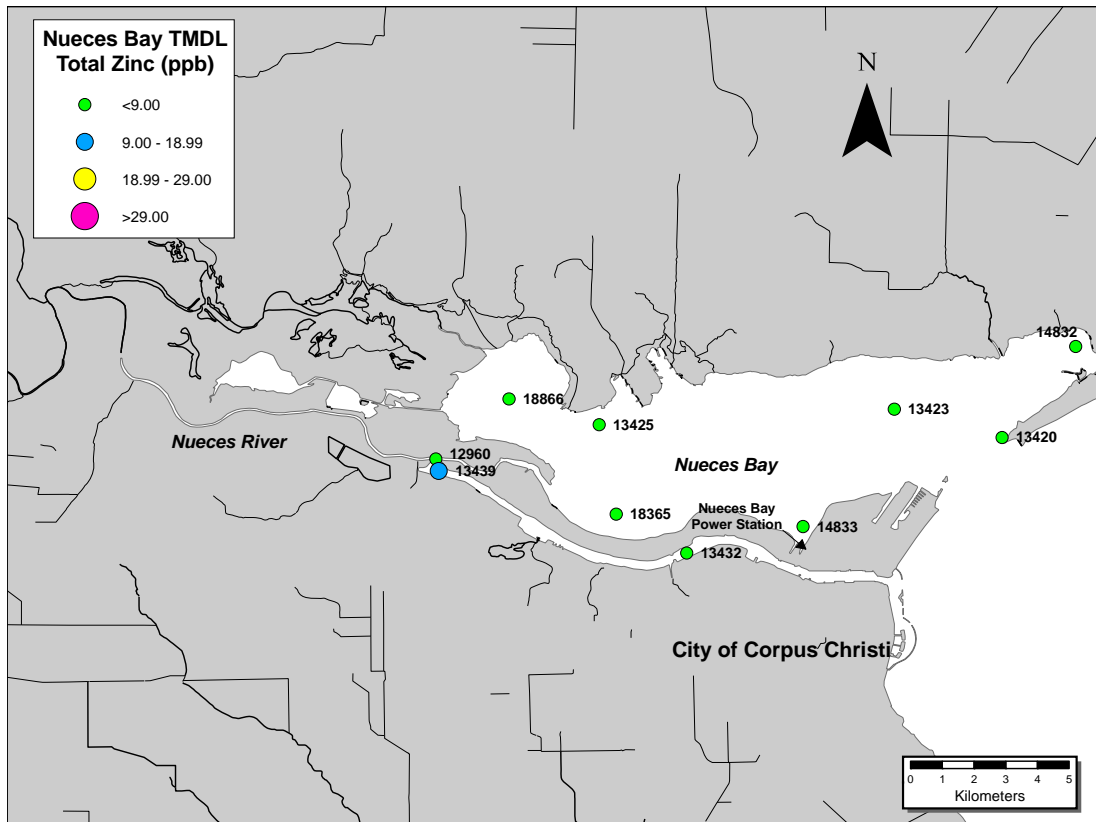 Nueces Bay TMDL
Total Zinc (ppb)
<9.00
9.00 - 18.99
18.99 - 29.00
>29.00
N
14832
18866
13425
13423
13420
Nueces River
12960
13439
Nueces Bay
18365
Nueces Bay
Power Station
14833
13432
City of Corpus Christi
0 1 2 3 4 5
Kilometers